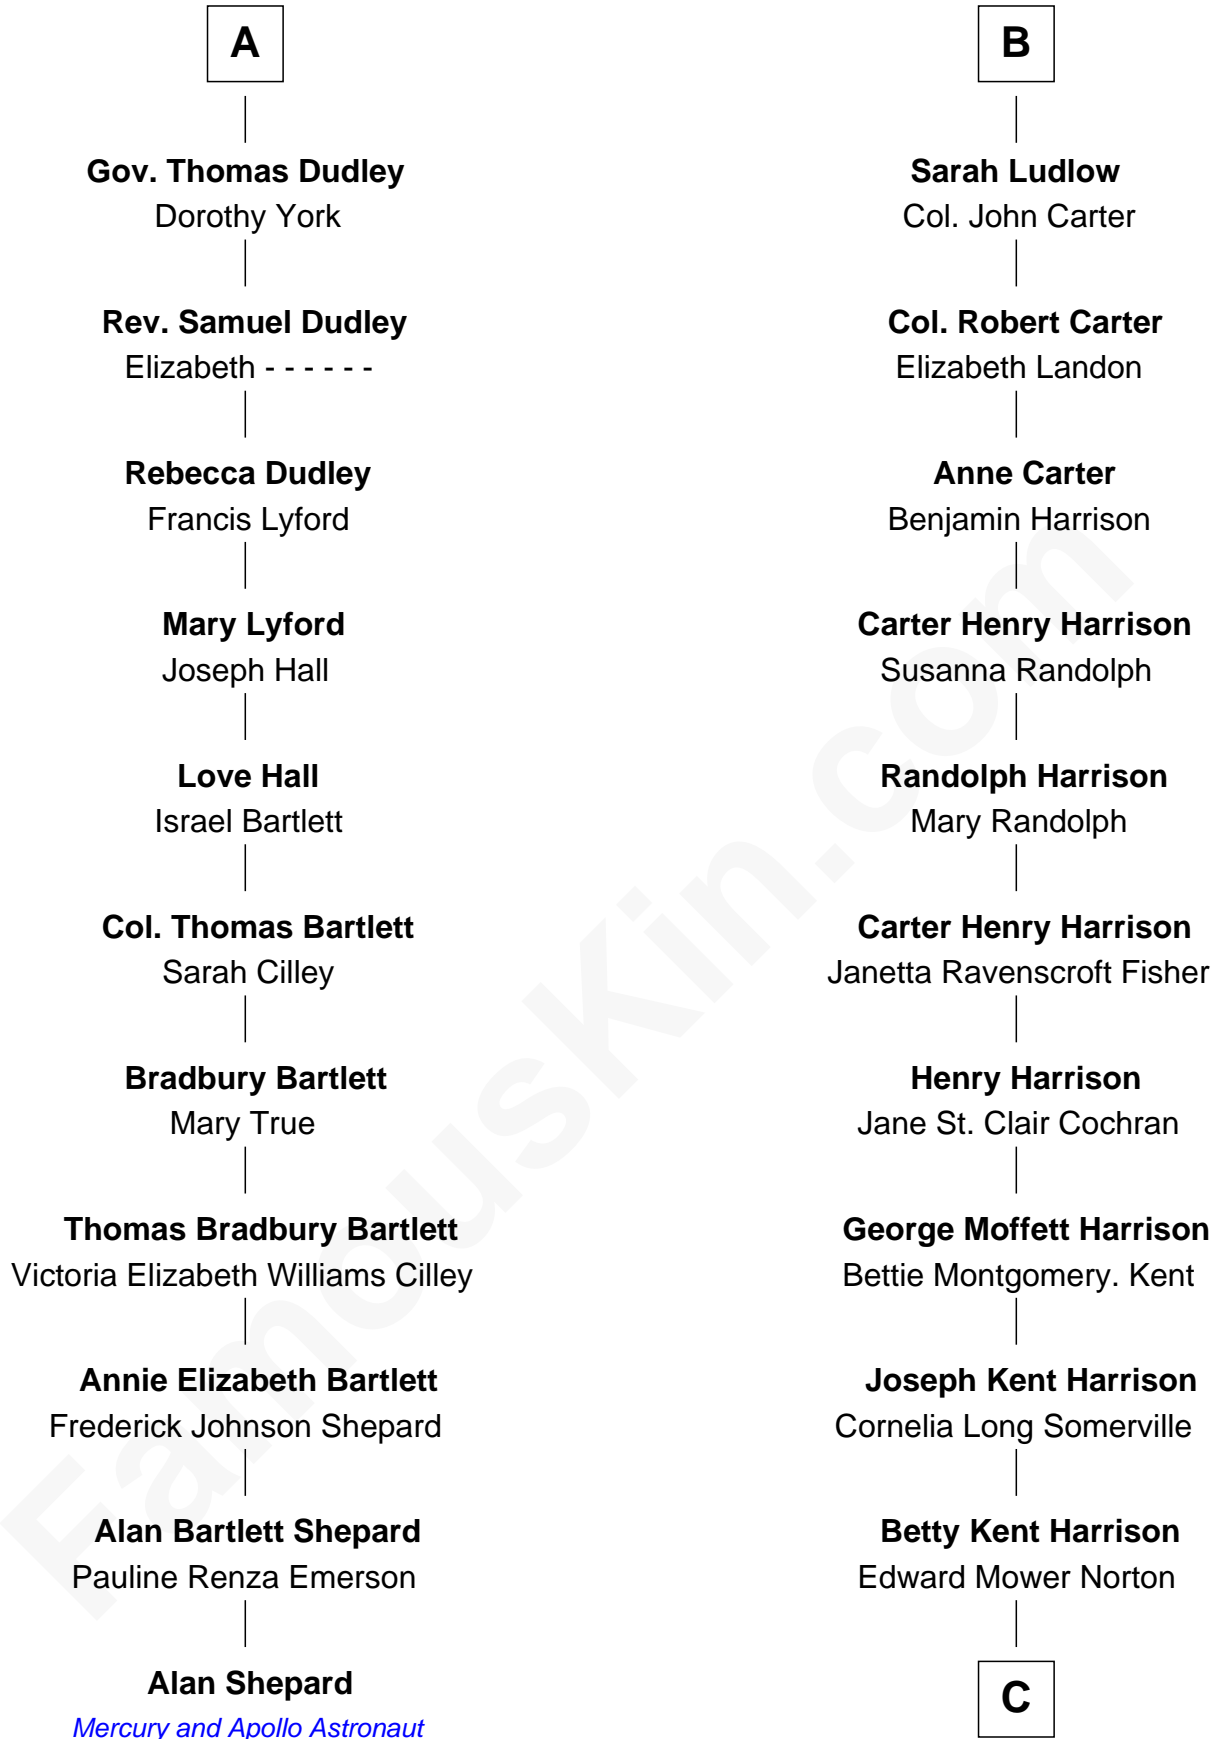 A
Gov. Thomas Dudley
Dorothy York
Rev. Samuel Dudley
Elizabeth - - - - - -
Rebecca Dudley
Francis Lyford
Mary Lyford
Joseph Hall
Love Hall
Israel Bartlett
Col. Thomas Bartlett
Sarah Cilley
Bradbury Bartlett
Mary True
Thomas Bradbury Bartlett
Victoria Elizabeth Williams Cilley
Annie Elizabeth Bartlett
Frederick Johnson Shepard
Alan Bartlett Shepard
Pauline Renza Emerson
Alan Shepard
Mercury and Apollo Astronaut
B
Sarah Ludlow
Col. John Carter
Col. Robert Carter
Elizabeth Landon
Anne Carter
Benjamin Harrison
Carter Henry Harrison
Susanna Randolph
Randolph Harrison
Mary Randolph
Carter Henry Harrison
Janetta Ravenscroft Fisher
Henry Harrison
Jane St. Clair Cochran
George Moffett Harrison
Bettie Montgomery. Kent
Joseph Kent Harrison
Cornelia Long Somerville
Betty Kent Harrison
Edward Mower Norton
C
FamousKin.com